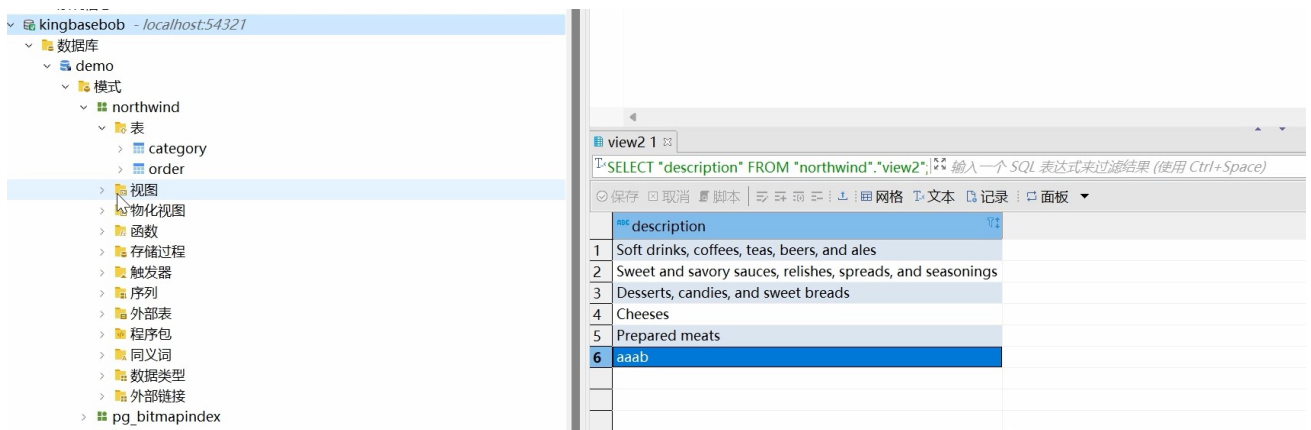 kingbasebob - localhost:54321
数据库
demo
模式
northwind
表
category
order
视图
物化视图
函数
存储过程
触发器
序列
外部表
程序包
同义词
数据类型
外部链接
pg_bitmapindex
view2 1
SELECT "description" FROM "northwind"."view2"; 输入一个 SQL 表达式来过滤结果 (使用 Ctrl+Space)
保存 取消 脚本 网格 文本 记录 面板
ABC description
1 Soft drinks, coffees, teas, beers, and ales
2 Sweet and savory sauces, relishes, spreads, and seasonings
3 Desserts, candies, and sweet breads
4 Cheeses
5 Prepared meats
6 aaab